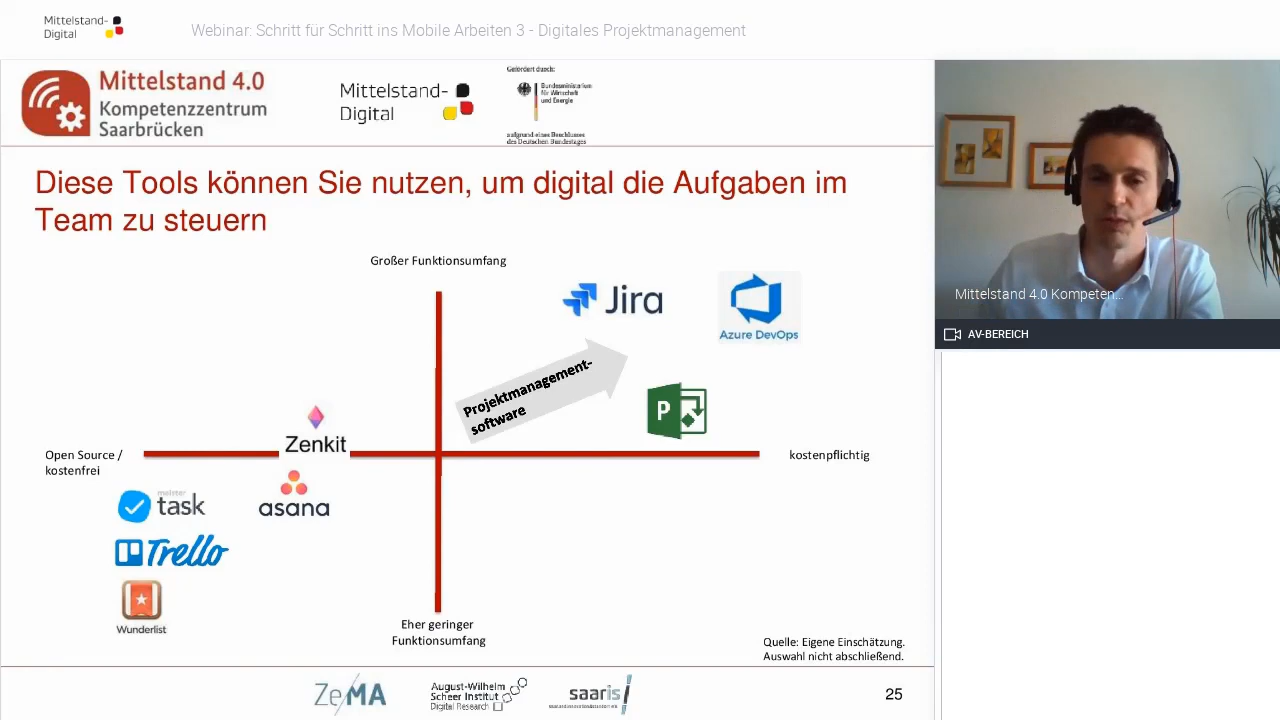 Mittelstand-
Digital
Webinar: Schritt für Schritt ins Mobile Arbeiten 3 - Digitales Projektmanagement
Mittelstand 4.0
Kompetenzzentrum
Saarbrücken
Mittelstand-
Digital
Gefördert durch:
Bundesministerium
für Wirtschaft
und Energie
aufgrund eines Beschlusses
des Deutschen Bundestages
Diese Tools können Sie nutzen, um digital die Aufgaben im
Team zu steuern
Großer Funktionsumfang
Jira
Azure DevOps
Projektmanagement-
software
P
Zenkit
Open Source /
kostenfrei
kostenpflichtig
meister
task
asana
Trello
Wunderlist
Eher geringer
Funktionsumfang
Quelle: Eigene Einschätzung.
Auswahl nicht abschließend.
ZeMA
August-Wilhelm
Scheer Institut
Digital Research
saaris
25
Mittelstand 4.0 Kompeten...
AV-BEREICH